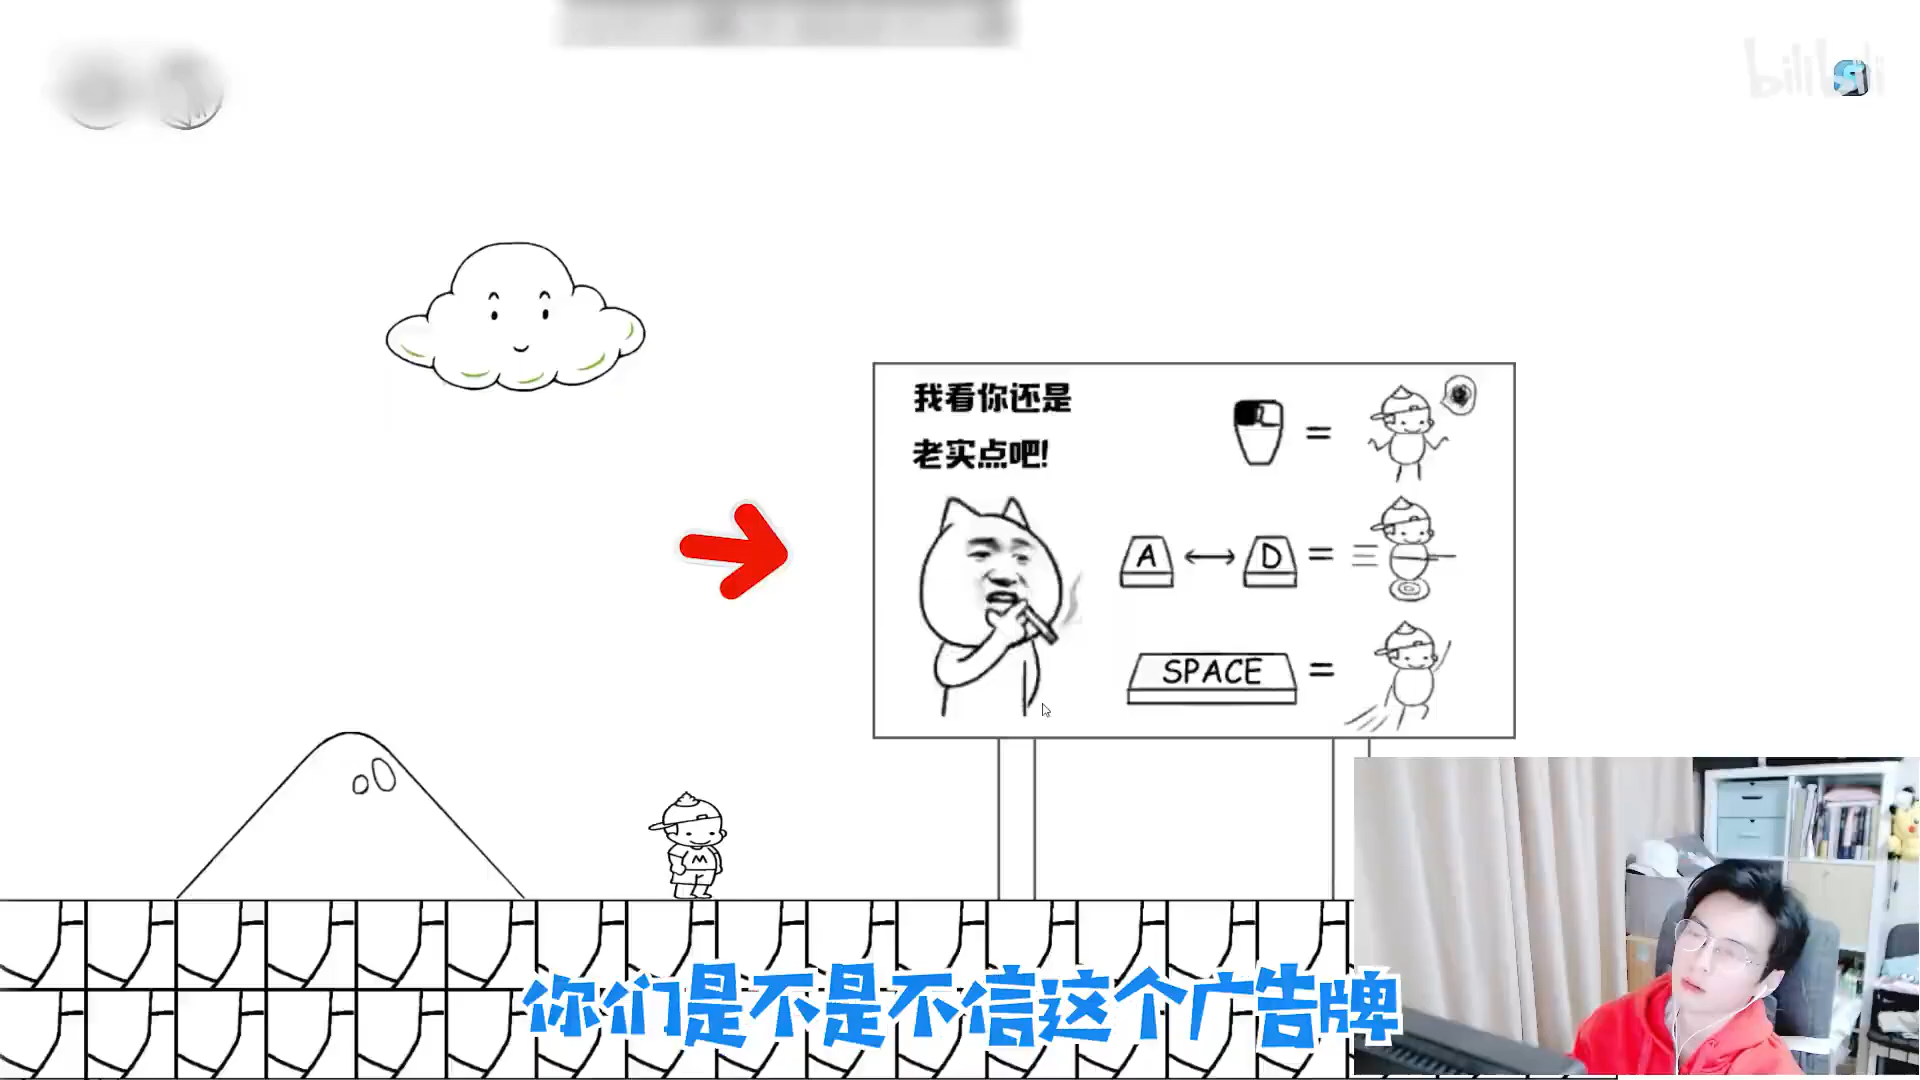 bilibili
我看你还是
老实点吧!
=
A ↔ D =
SPACE =
M
你们是不是不信这个广告牌